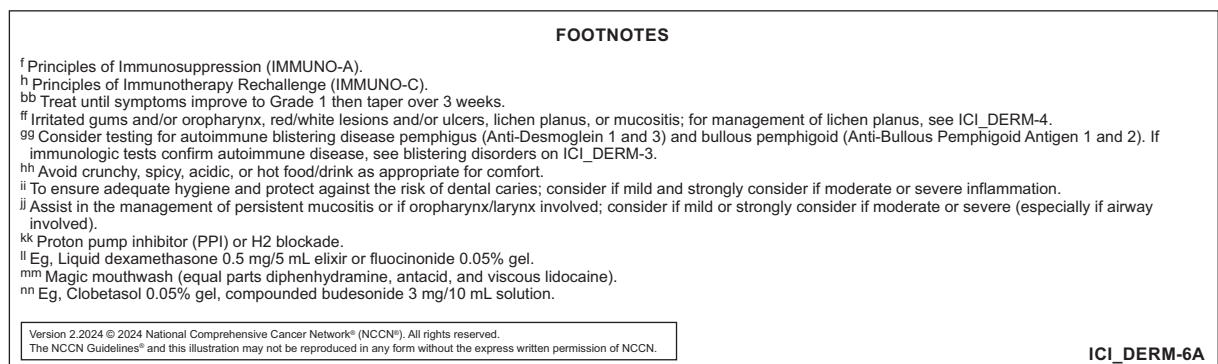 FOOTNOTES
f Principles of Immunosuppression (IMMUNO-A).
h Principles of Immunotherapy Rechallenge (IMMUNO-C).
bb Treat until symptoms improve to Grade 1 then taper over 3 weeks.
ff Irritated gums and/or oropharynx, red/white lesions and/or ulcers, lichen planus, or mucositis; for management of lichen planus, see ICI_DERM-4.
gg Consider testing for autoimmune blistering disease pemphigus (Anti-Desmoglein 1 and 3) and bullous pemphigoid (Anti-Bullous Pemphigoid Antigen 1 and 2). If
immunologic tests confirm autoimmune disease, see blistering disorders on ICI_DERM-3.
hh Avoid crunchy, spicy, acidic, or hot food/drink as appropriate for comfort.
ii To ensure adequate hygiene and protect against the risk of dental caries; consider if mild and strongly consider if moderate or severe inflammation.
jj Assist in the management of persistent mucositis or if oropharynx/larynx involved; consider if mild or strongly consider if moderate or severe (especially if airway
involved).
kk Proton pump inhibitor (PPI) or H2 blockade.
ll Eg, Liquid dexamethasone 0.5 mg/5 mL elixir or fluocinonide 0.05% gel.
mm Magic mouthwash (equal parts diphenhydramine, antacid, and viscous lidocaine).
nn Eg, Clobetasol 0.05% gel, compounded budesonide 3 mg/10 mL solution.
Version 2.2024 © 2024 National Comprehensive Cancer Network® (NCCN®). All rights reserved.
The NCCN Guidelines® and this illustration may not be reproduced in any form without the express written permission of NCCN.
ICI_DERM-6A